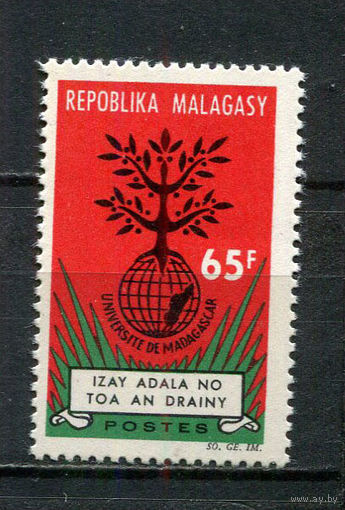 REPOBLIKA MALAGASY
65F
UNIVERSITE DE MADAGASCAR
IZAY ADALA NO
TOA AN DRAINY
POSTES
SO. GE. IM.
www.ay.by